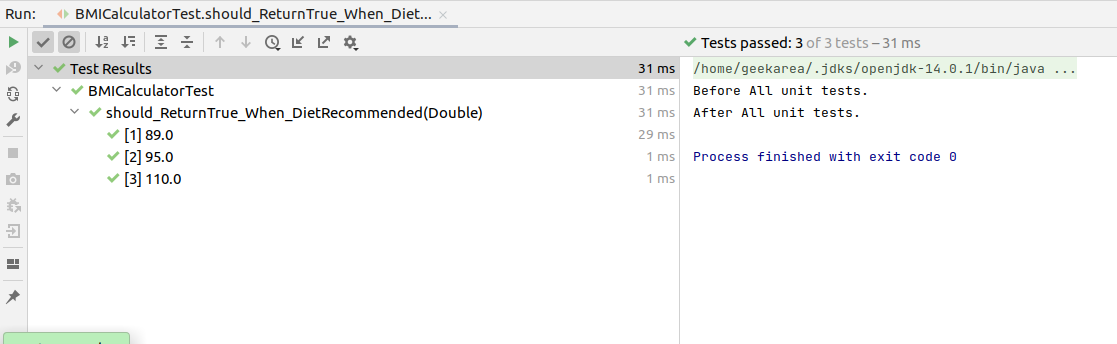 Run: BMICalculatorTest.should_ReturnTrue_When_Diet... ×
Tests passed: 3 of 3 tests – 31 ms
Test Results 31 ms
BMICalculatorTest 31 ms
should_ReturnTrue_When_DietRecommended(Double) 31 ms
[1] 89.0 29 ms
[2] 95.0 1 ms
[3] 110.0 1 ms
/home/geekarea/.jdks/openjdk-14.0.1/bin/java ...
Before All unit tests.
After All unit tests.
Process finished with exit code 0